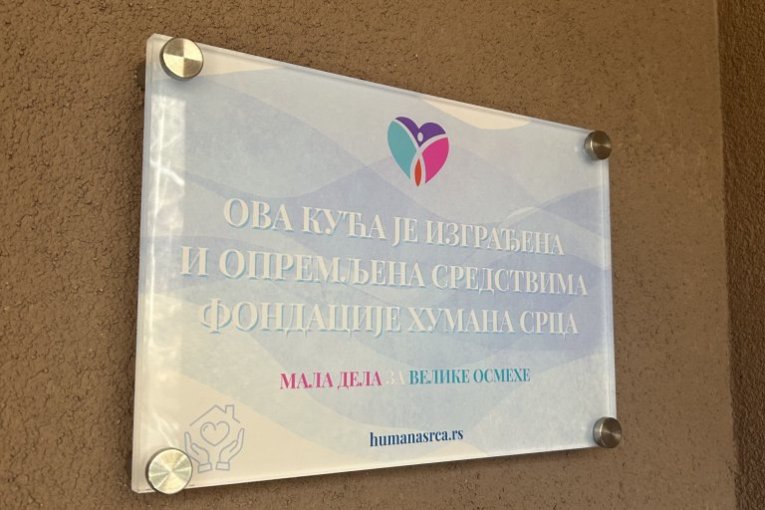 ОВА КУЋА ЈЕ ИЗГРАЂЕНА
И ОПРЕМЉЕНА СРЕДСТВИМА
ФОНДАЦИЈЕ ХУМАНА СРЦА
МАЛА ДЕЛА ЗА ВЕЛИКЕ ОСМЕХЕ
humanasrca.rs